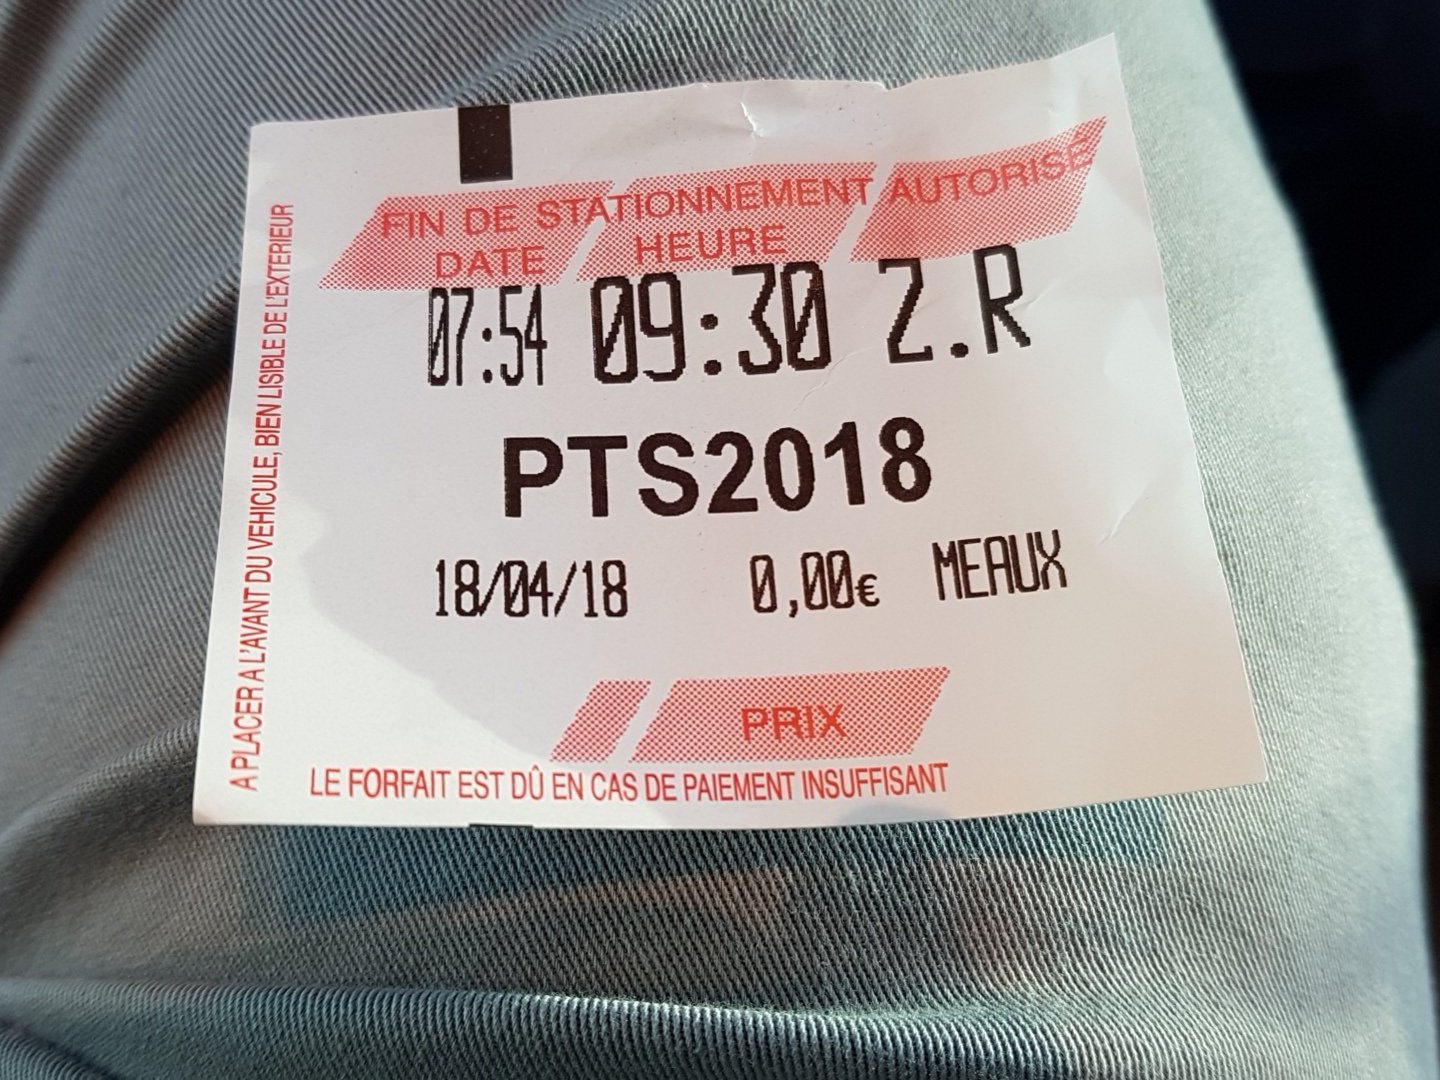 FIN DE STATIONNEMENT AUTORISÉ
DATE HEURE
07:54 09:30 Z.R
PTS2018
18/04/18 0,00€ MEAUX
PRIX
LE FORFAIT EST DÛ EN CAS DE PAIEMENT INSUFFISANT
A PLACER A L'AVANT DU VEHICULE, BIEN LISIBLE DE L'EXTERIEUR